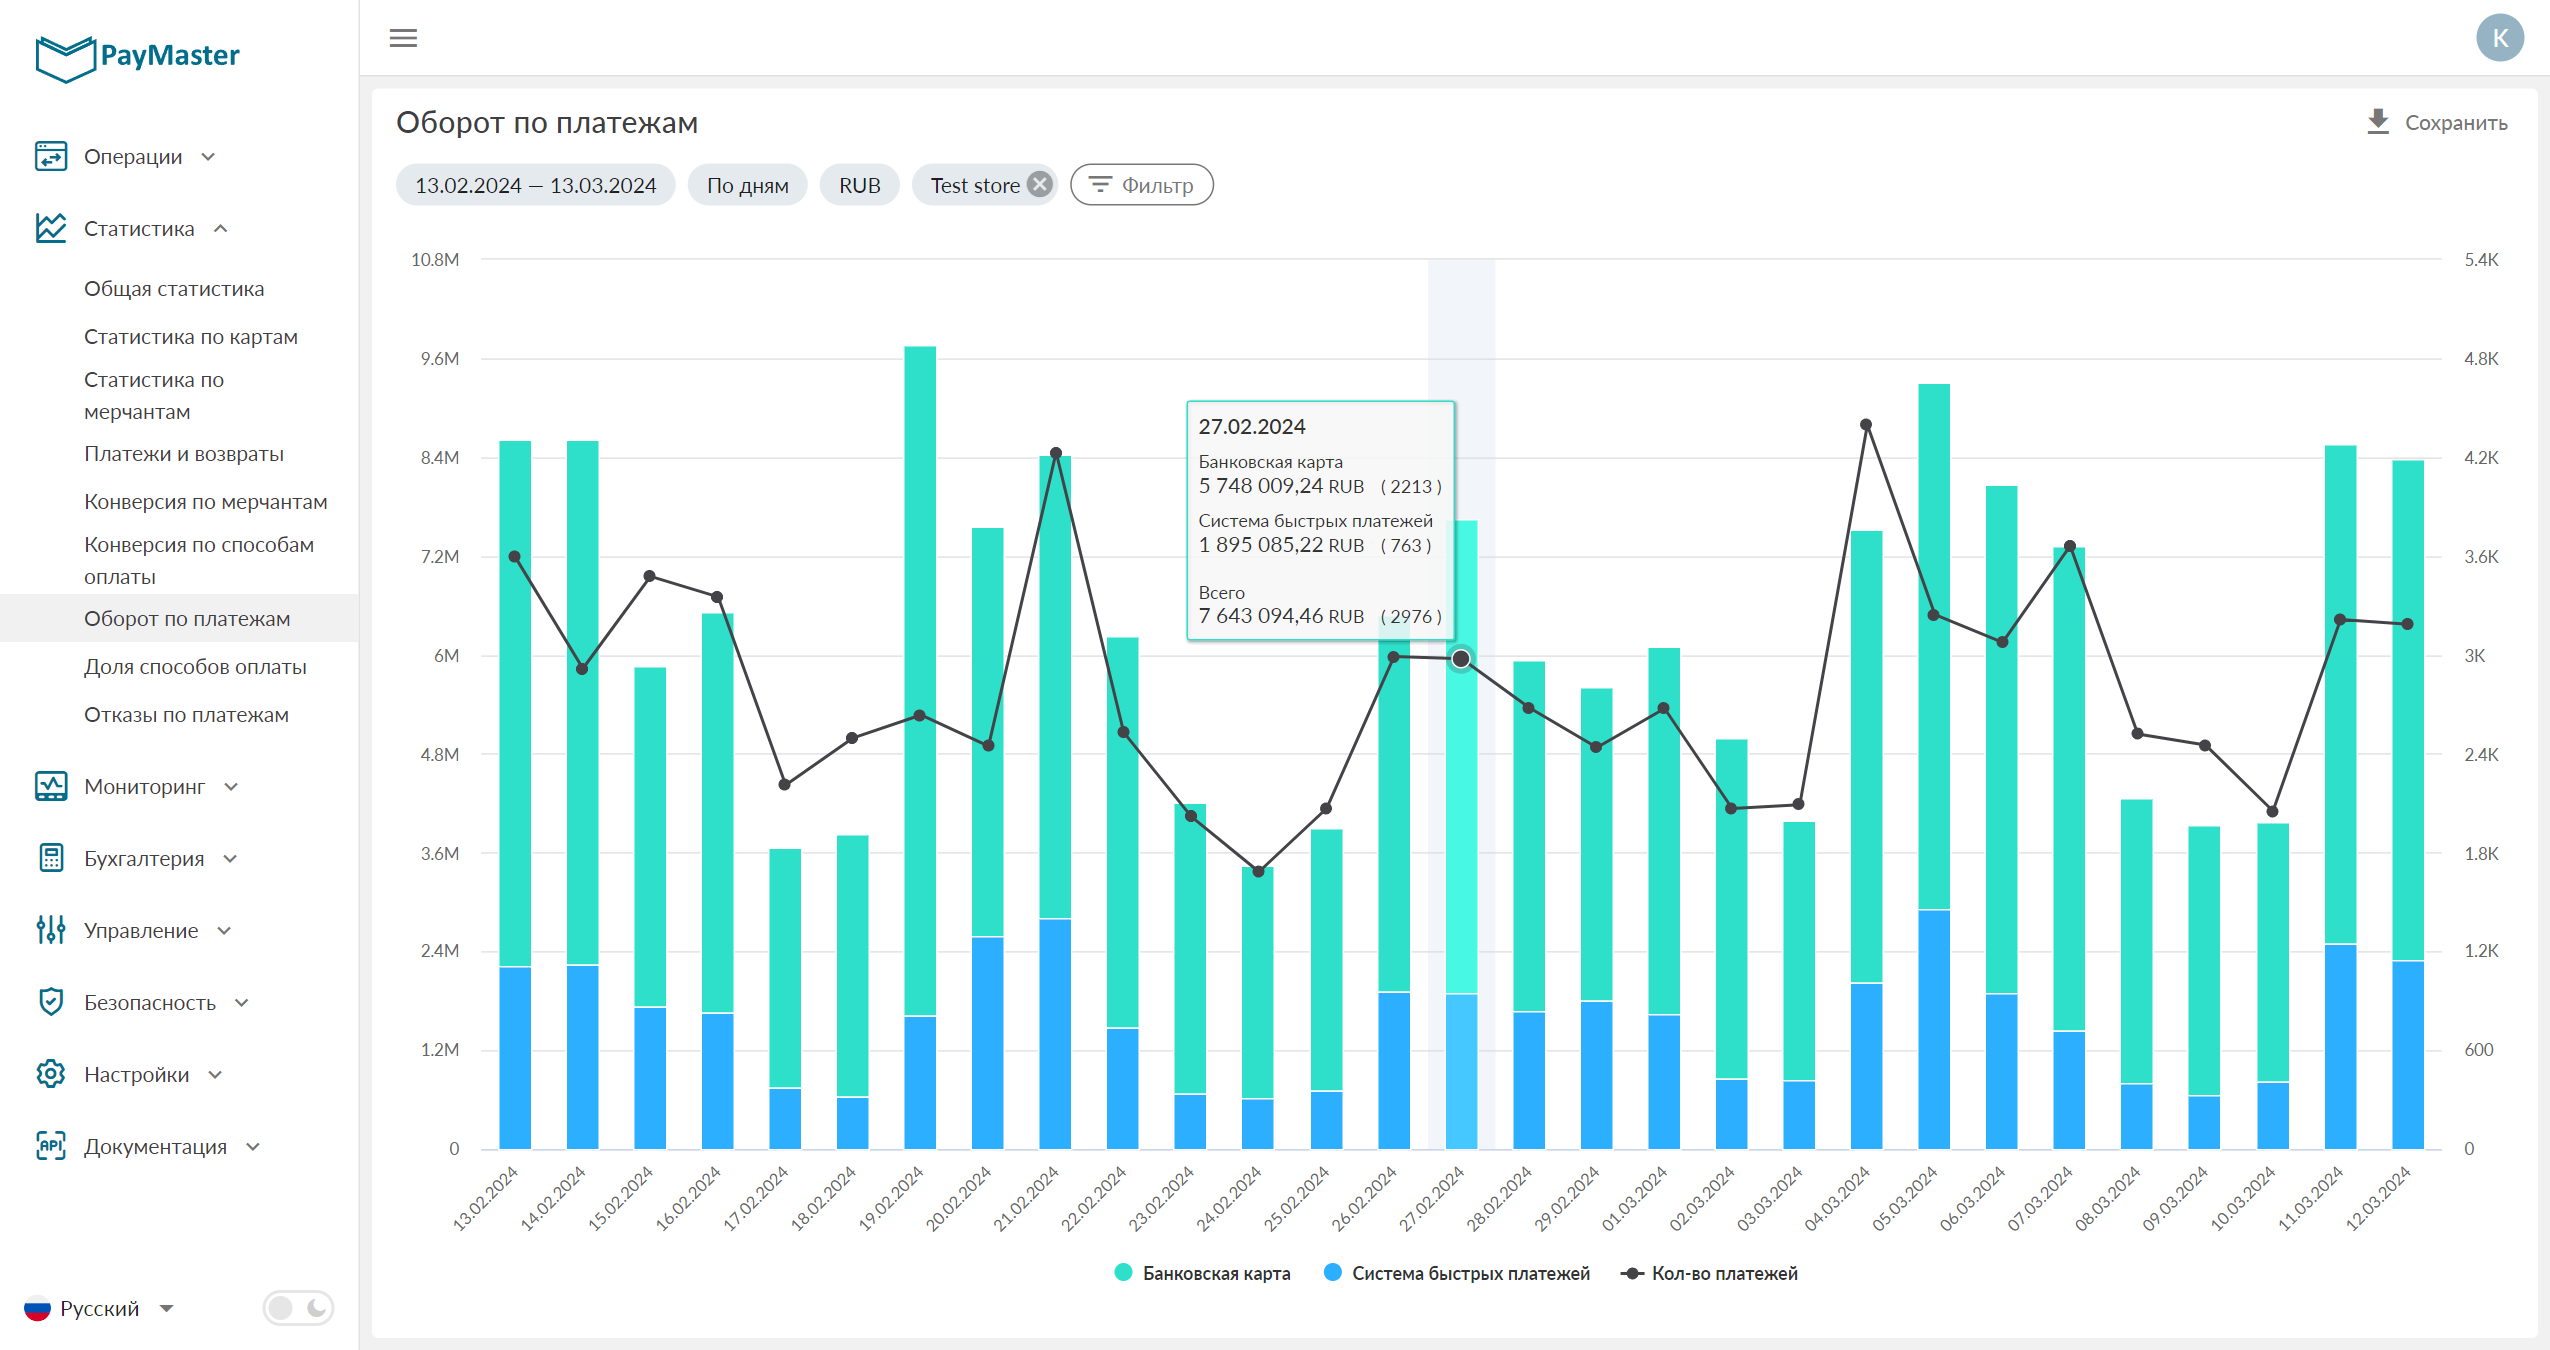 PayMaster
K
Операции
Статистика
Общая статистика
Статистика по картам
Статистика по
мерчантам
Платежи и возвраты
Конверсия по мерчантам
Конверсия по способам
оплаты
Оборот по платежам
Доля способов оплаты
Отказы по платежам
Мониторинг
Бухгалтерия
Управление
Безопасность
Настройки
API Документация
Русский
Оборот по платежам
Сохранить
13.02.2024 — 13.03.2024 По дням RUB Test store Фильтр
10.8M 5.4K
9.6M 4.8K
8.4M 4.2K
7.2M 3.6K
6M 3K
4.8M 2.4K
3.6M 1.8K
2.4M 1.2K
1.2M 600
0 0
27.02.2024
Банковская карта
5 748 009,24 RUB ( 2213 )
Система быстрых платежей
1 895 085,22 RUB ( 763 )
Всего
7 643 094,46 RUB ( 2976 )
13.02.2024
14.02.2024
15.02.2024
16.02.2024
17.02.2024
18.02.2024
19.02.2024
20.02.2024
21.02.2024
22.02.2024
23.02.2024
24.02.2024
25.02.2024
26.02.2024
27.02.2024
28.02.2024
29.02.2024
01.03.2024
02.03.2024
03.03.2024
04.03.2024
05.03.2024
06.03.2024
07.03.2024
08.03.2024
09.03.2024
10.03.2024
11.03.2024
12.03.2024
Банковская карта Система быстрых платежей Кол-во платежей